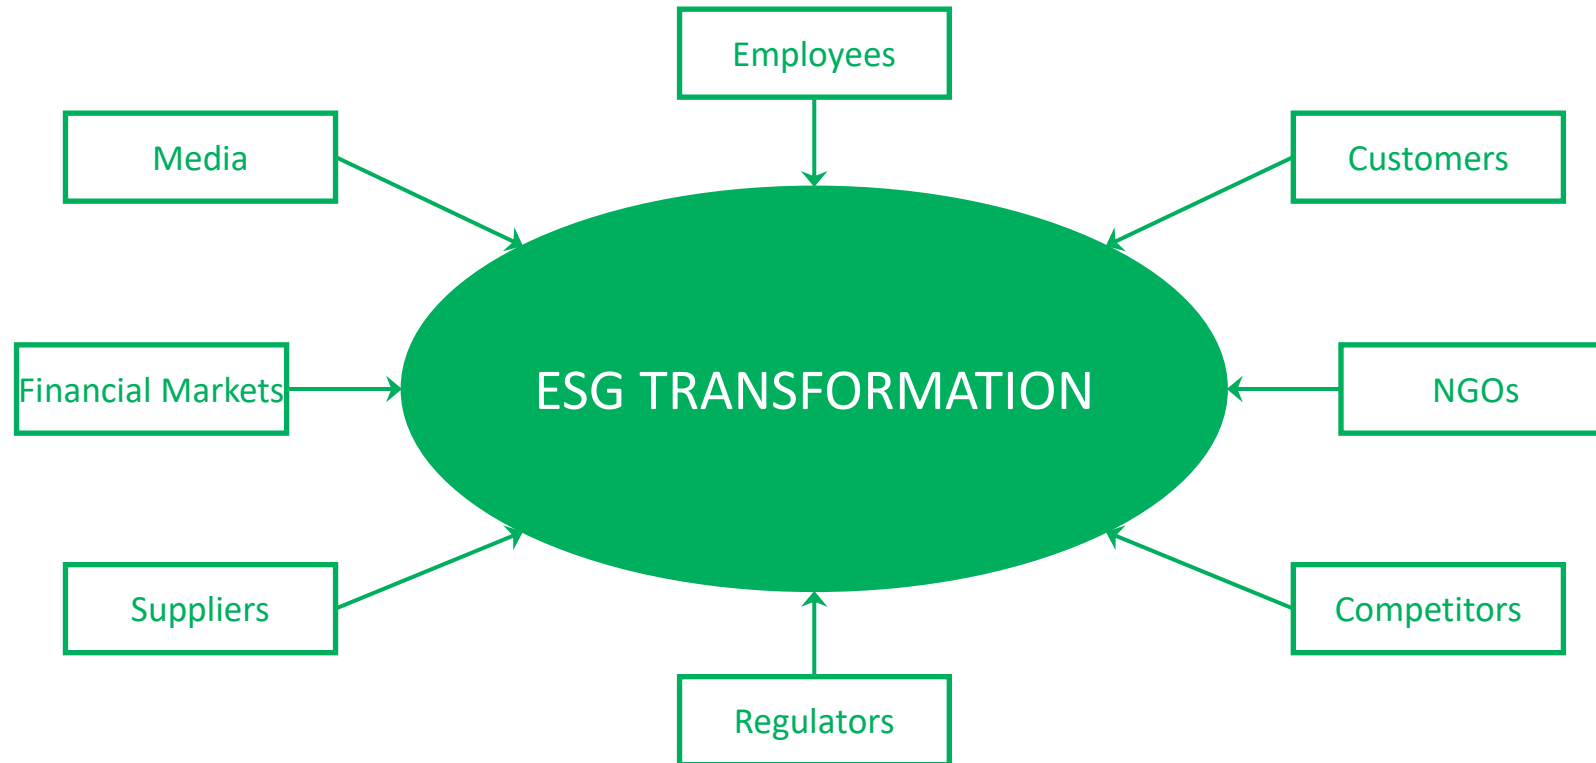 Employees
Media
Customers
Financial Markets
ESG TRANSFORMATION
NGOs
Suppliers
Competitors
Regulators